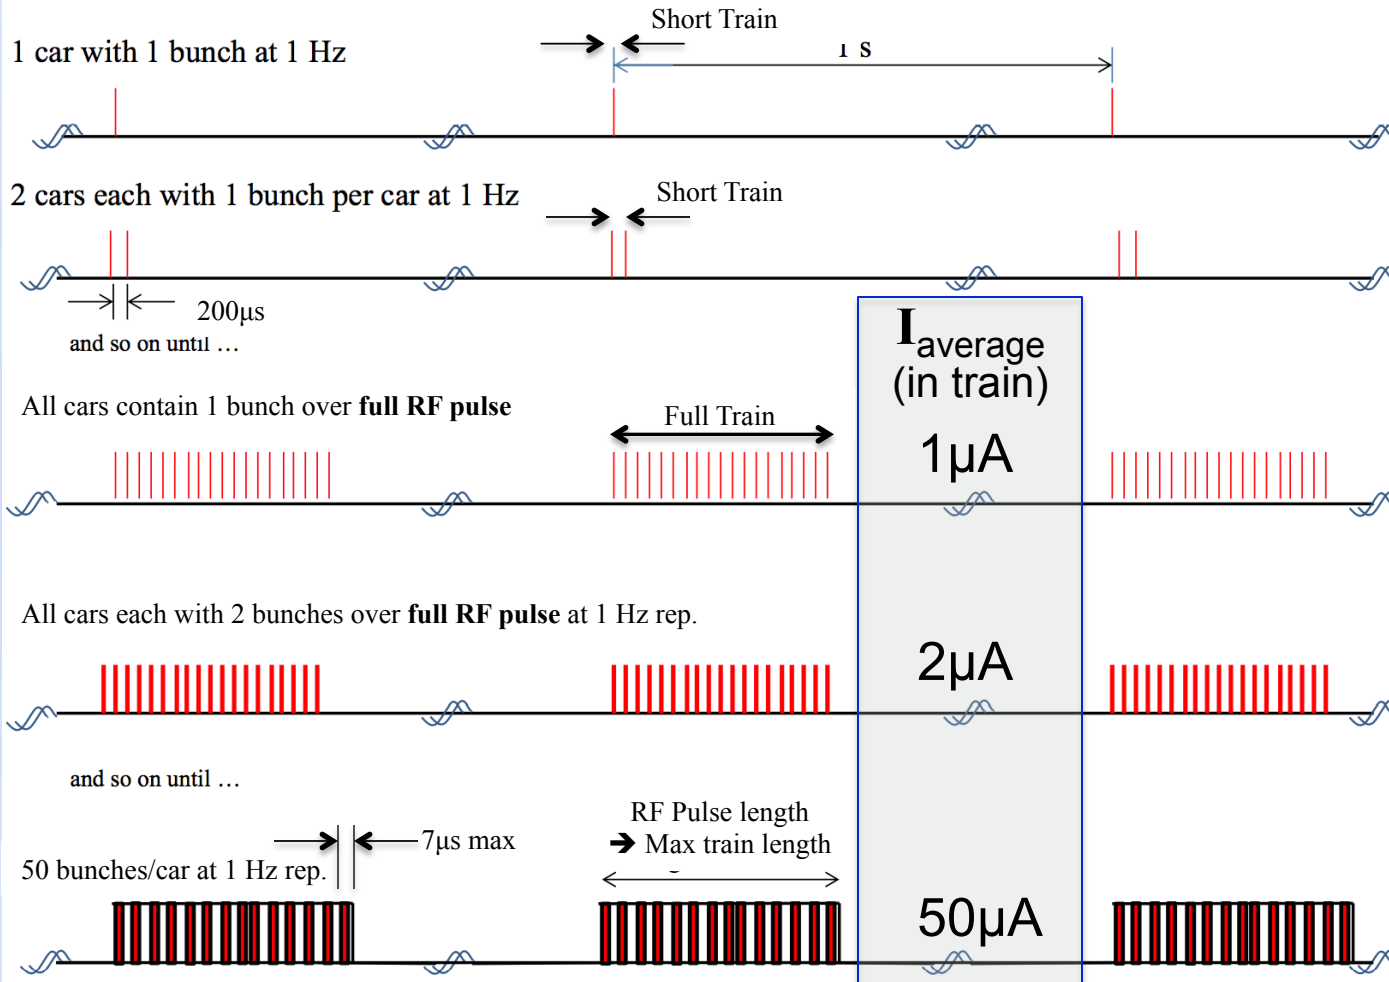 Short Train
1 car with 1 bunch at 1 Hz
1 s
2 cars each with 1 bunch per car at 1 Hz
Short Train
200µs
and so on until …
I average
(in train)
All cars contain 1 bunch over full RF pulse
Full Train
1µA
All cars each with 2 bunches over full RF pulse at 1 Hz rep.
2µA
and so on until …
RF Pulse length
➔ Max train length
7µs max
50 bunches/car at 1 Hz rep.
50µA